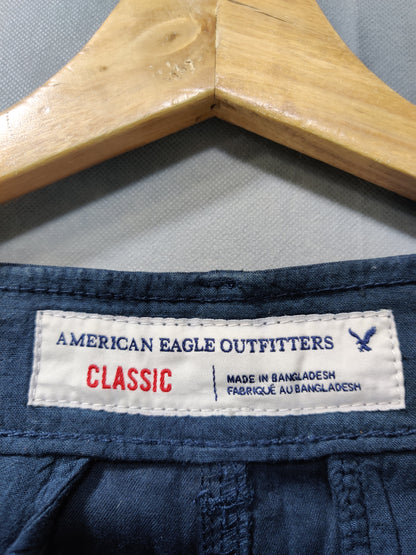 AMERICAN EAGLE OUTFITTERS
CLASSIC
MADE IN BANGLADESH
FABRIQUÉ AU BANGLADESH